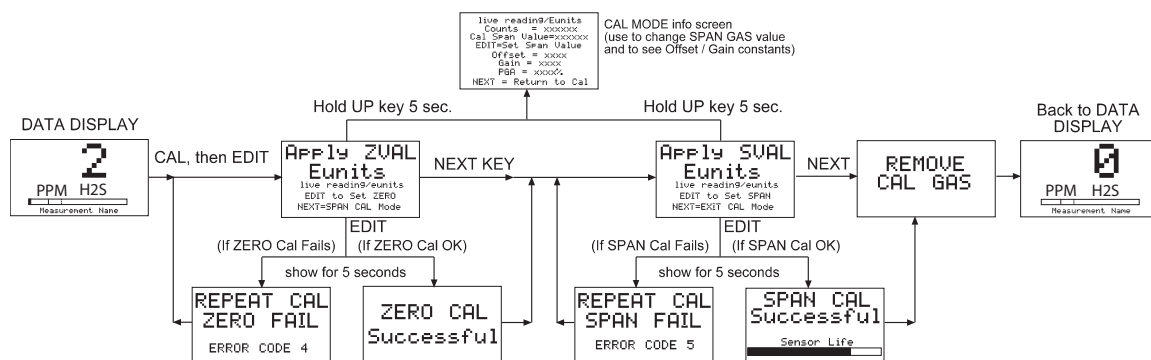 live reading/Eunits
Counts = xxxxxx
Cal Span Value=xxxxxx
EDIT=Set Span Value
Offset = xxxx
Gain = xxxx
PGA = xxxx%
NEXT = Return to Cal
CAL MODE info screen
(use to change SPAN GAS value
and to see Offset / Gain constants)
Hold UP key 5 sec.
Hold UP key 5 sec.
DATA DISPLAY
2
PPM H2S
Measurement Name
CAL, then EDIT
Apply ZVAL
Eunits
live reading/eunits
EDIT to Set ZERO
NEXT=SPAN CAL Mode
NEXT KEY
Apply SVAL
Eunits
live reading/eunits
EDIT to Set SPAN
NEXT=EXIT CAL Mode
NEXT
REMOVE
CAL GAS
Back to DATA
DISPLAY
0
PPM H2S
Measurement Name
EDIT
(If ZERO Cal Fails) (If ZERO Cal OK)
show for 5 seconds
REPEAT CAL
ZERO FAIL
ERROR CODE 4
ZERO CAL
Successful
EDIT
(If SPAN Cal Fails) (If SPAN Cal OK)
show for 5 seconds
REPEAT CAL
SPAN FAIL
ERROR CODE 5
SPAN CAL
Successful
Sensor Life